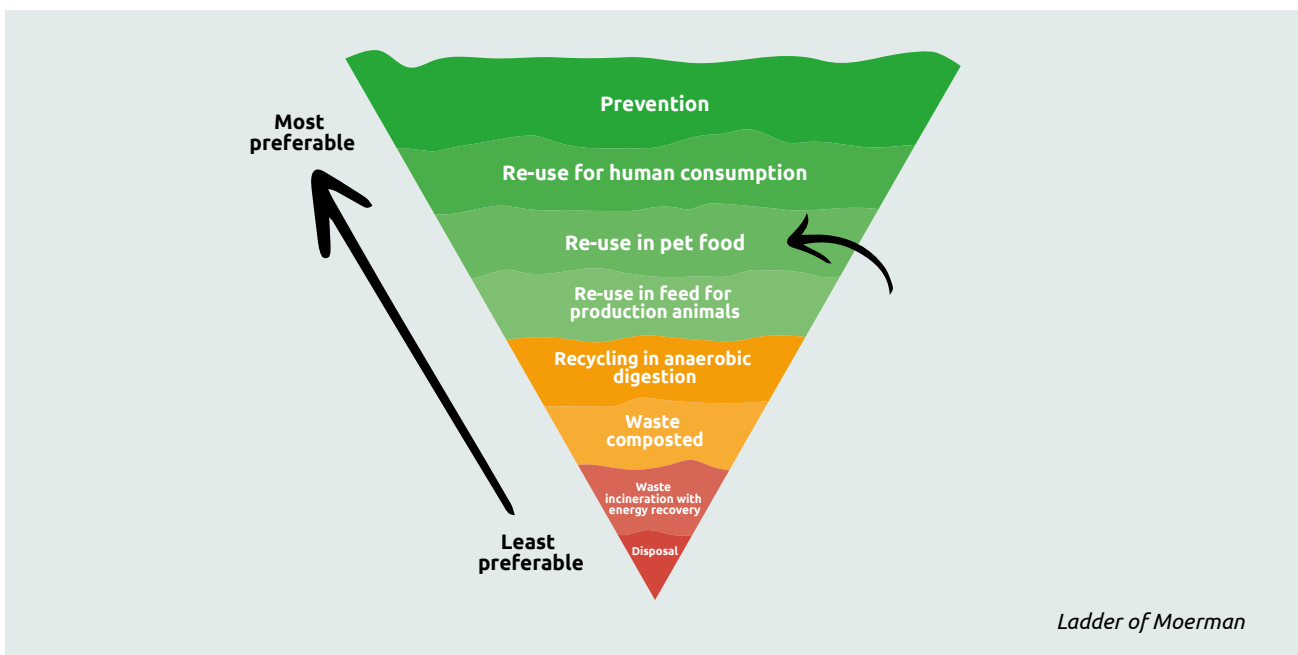 Prevention
Most
preferable
Re-use for human consumption
Re-use in pet food
Re-use in feed for
production animals
Recycling in anaerobic
digestion
Waste
composted
Waste
incineration with
energy recovery
Least
preferable
Disposal
Ladder of Moerman